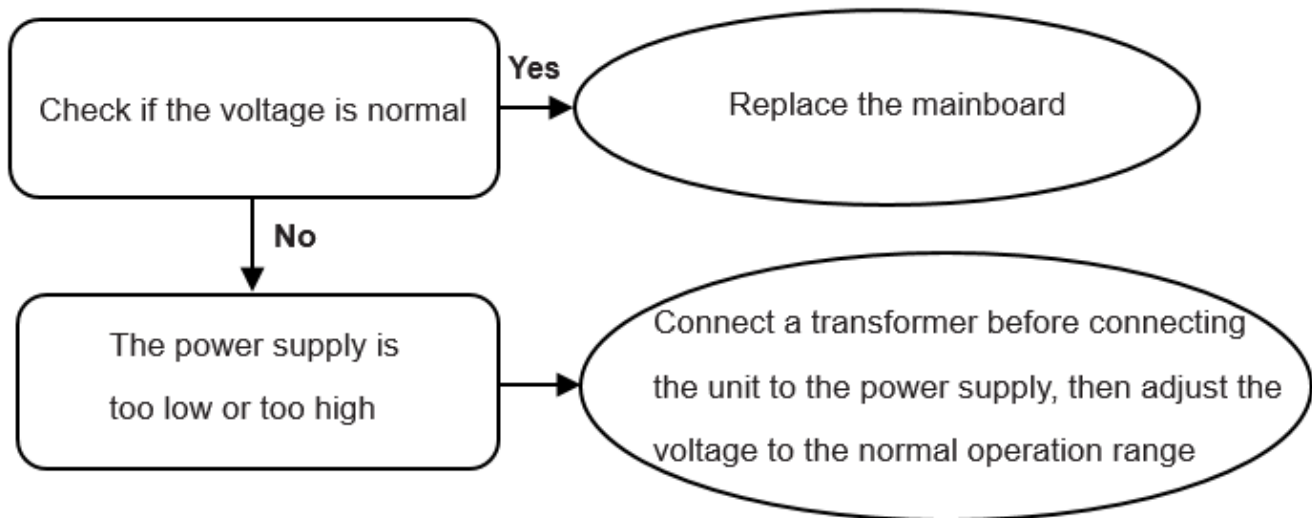 Check if the voltage is normal
Yes
Replace the mainboard
No
The power supply is
too low or too high
Connect a transformer before connecting
the unit to the power supply, then adjust the
voltage to the normal operation range